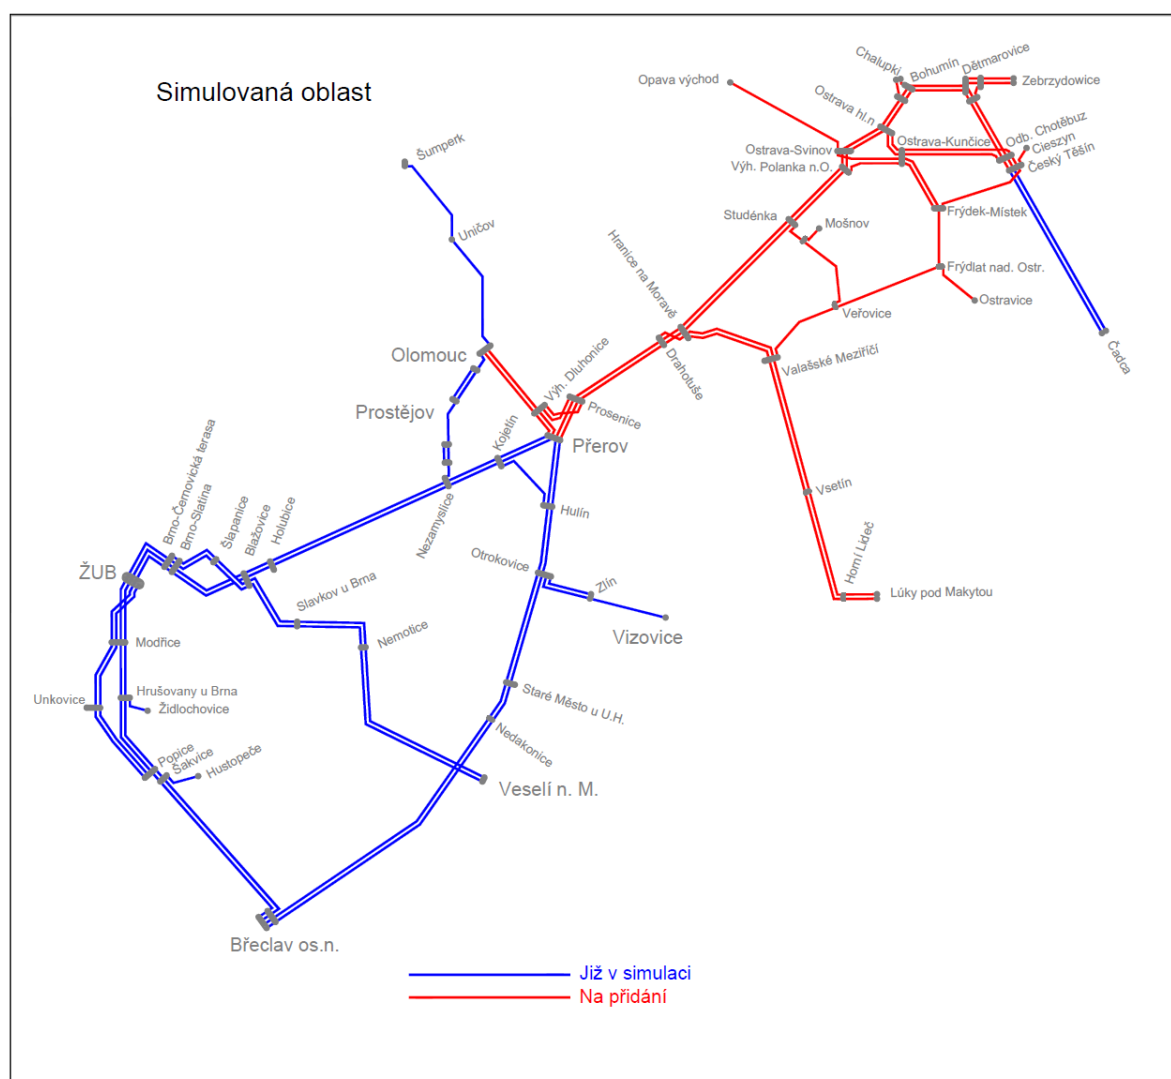 Simulovaná oblast
Chalupki
Bohumín
Dětmarovice
Zebrzydowice
Opava východ
Ostrava hl.n
Ostrava-Kunčice
Odb. Chotěbuz
Cieszyn
Český Těšín
Ostrava-Svinov
Výh. Polanka n.O.
Šumperk
Uničov
Studénka
Mošnov
Frýdek-Místek
Hranice na Moravě
Frýdlat nad. Ostr.
Ostravice
Veřovice
Čadca
Olomouc
Výh. Dluhonice
Drahotuše
Valašské Meziříčí
Prosenice
Prostějov
Kojetín
Přerov
Brno-Černovická terasa
Brno-Slatina
Šlapanice
Blažovice
Holubice
Nezamyslice
Hulín
Vsetín
ŽUB
Otrokovice
Zlín
Horní Lideč
Lúky pod Makytou
Slavkov u Brna
Vizovice
Modřice
Nemotice
Unkovice
Hrušovany u Brna
Židlochovice
Staré Město u U.H.
Nedakonice
Popice
Šakvice
Hustopeče
Veselí n. M.
Břeclav os.n.
Již v simulaci
Na přidání